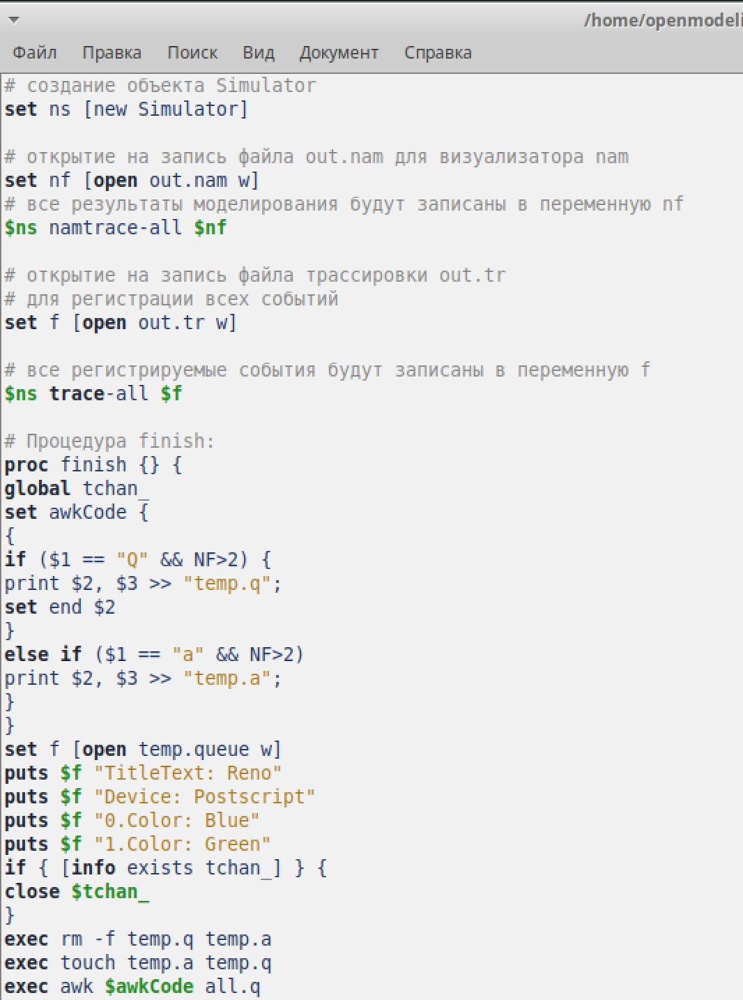 /home/openmodeli
Файл Правка Поиск Вид Документ Справка
# создание объекта Simulator
set ns [new Simulator]
# открытие на запись файла out.nam для визуализатора nam
set nf [open out.nam w]
# все результаты моделирования будут записаны в переменную nf
$ns namtrace-all $nf
# открытие на запись файла трассировки out.tr
# для регистрации всех событий
set f [open out.tr w]
# все регистрируемые события будут записаны в переменную f
$ns trace-all $f
# Процедура finish:
proc finish {} {
global tchan_
set awkCode {
{
if ($1 == "Q" && NF>2) {
print $2, $3 >> "temp.q";
set end $2
}
else if ($1 == "a" && NF>2)
print $2, $3 >> "temp.a";
}
}
set f [open temp.queue w]
puts $f "TitleText: Reno"
puts $f "Device: Postscript"
puts $f "0.Color: Blue"
puts $f "1.Color: Green"
if { [info exists tchan_] } {
close $tchan_
}
exec rm -f temp.q temp.a
exec touch temp.a temp.q
exec awk $awkCode all.q